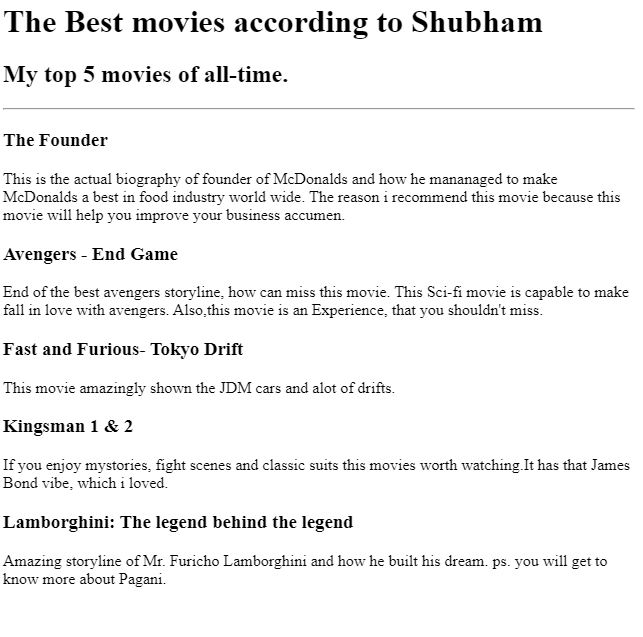 The Best movies according to Shubham
My top 5 movies of all-time.
The Founder
This is the actual biography of founder of McDonalds and how he mananaged to make
McDonalds a best in food industry world wide. The reason i recommend this movie because this
movie will help you improve your business accumen.
Avengers - End Game
End of the best avengers storyline, how can miss this movie. This Sci-fi movie is capable to make
fall in love with avengers. Also,this movie is an Experience, that you shouldn't miss.
Fast and Furious- Tokyo Drift
This movie amazingly shown the JDM cars and alot of drifts.
Kingsman 1 & 2
If you enjoy mystories, fight scenes and classic suits this movies worth watching.It has that James
Bond vibe, which i loved.
Lamborghini: The legend behind the legend
Amazing storyline of Mr. Furicho Lamborghini and how he built his dream. ps. you will get to
know more about Pagani.